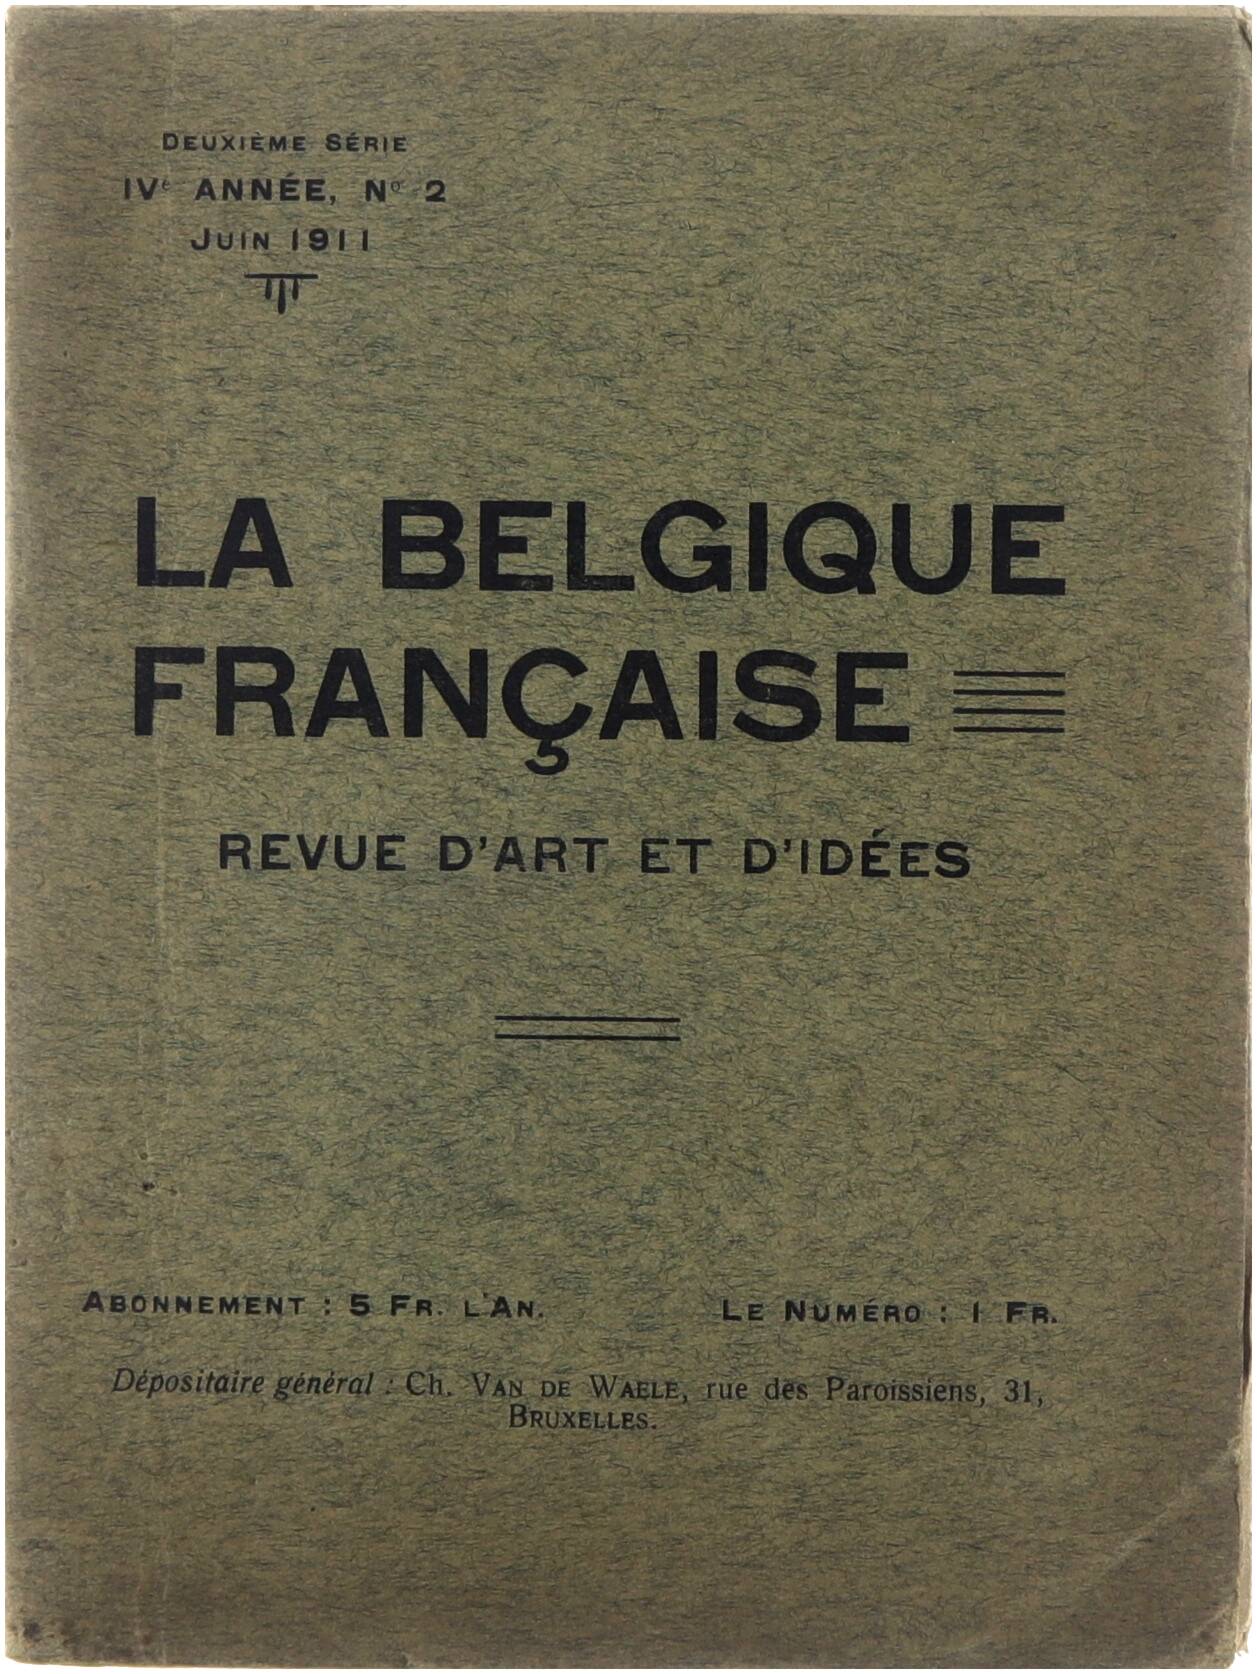 DEUXIÈME SÉRIE
IVe ANNÉE, No 2
JUIN 1911
LA BELGIQUE
FRANÇAISE
REVUE D'ART ET D'IDÉES
ABONNEMENT : 5 FR. L'AN. LE NUMÉRO : 1 FR.
Dépositaire général : Ch. VAN DE WAELE, rue des Paroissiens, 31,
BRUXELLES.